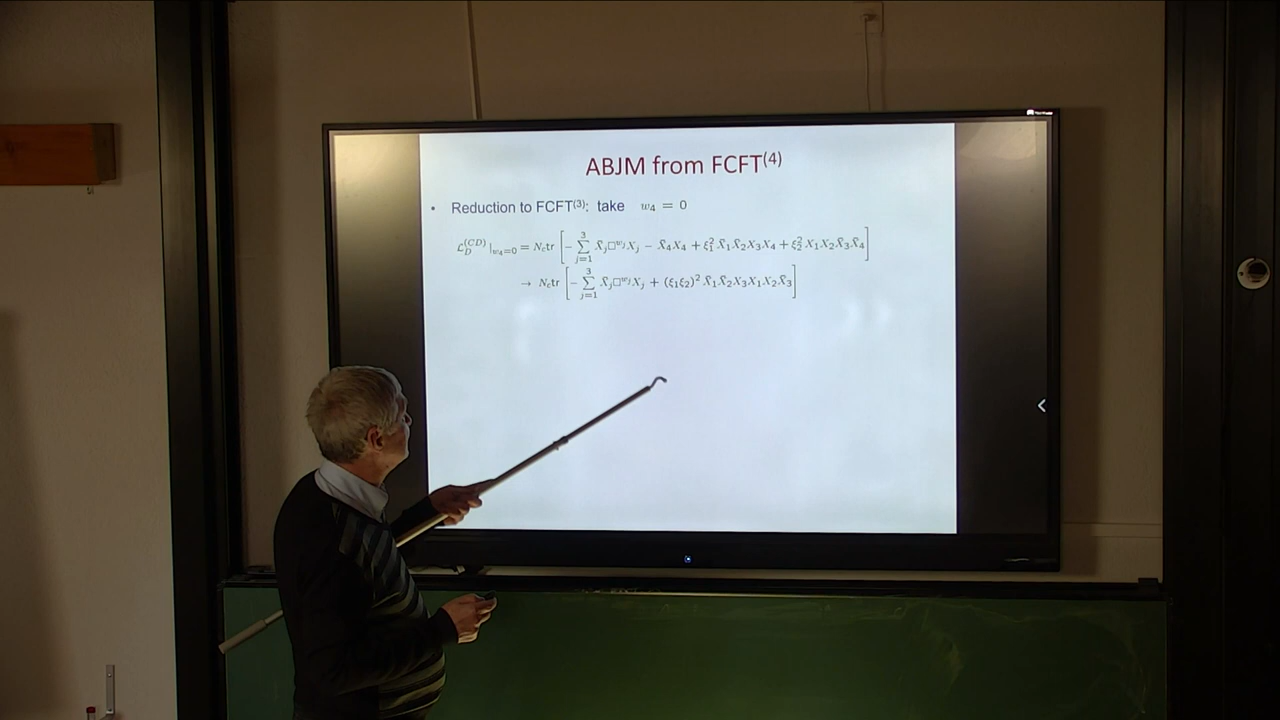 ABJM from FCFT⁽⁴⁾
• Reduction to FCFT⁽³⁾: take w₄ = 0
𝓛_D^{(CD)}|_{w₄=0} = N_c tr [ − ∑_{j=1}^{3} X̄_j □^{w_j} X_j − X̄₄X₄ + ξ₁² X̄₁X̄₂X₃X₄ + ξ₂² X₁X₂X̄₃X̄₄ ]
→ N_c tr [ − ∑_{j=1}^{3} X̄_j □^{w_j} X_j + (ξ₁ξ₂)² X̄₁X̄₂X₃X₁X₂X̄₃ ]